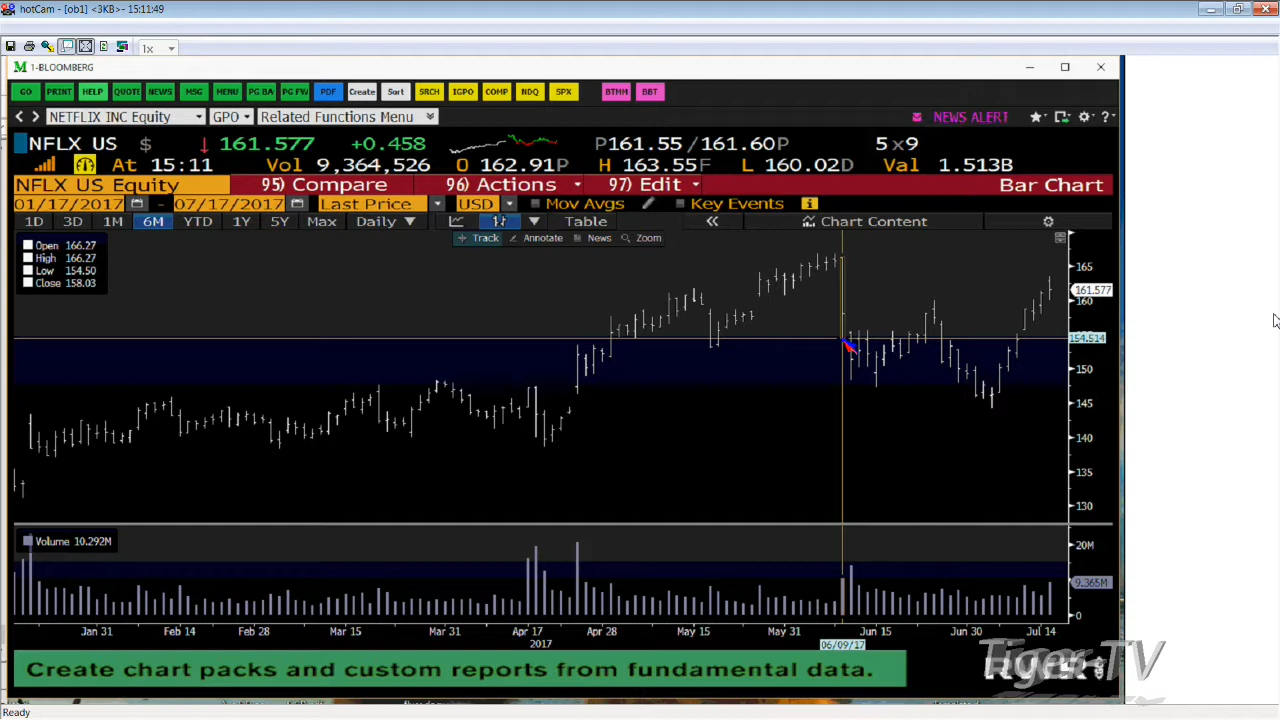 hotCam - [ob1] <3KB>- 15:11:49
1x
1-BLOOMBERG
GO PRINT HELP QUOTE NEWS MSG MENU PG BA PG FW PDF Create Sort SRCH IGPO COMP NDQ SPX BTMM BBT
NETFLIX INC Equity GPO Related Functions Menu NEWS ALERT
NFLX US $ ↓ 161.577 +0.458 P161.55 /161.60P 5x9
At 15:11 Vol 9,364,526 O 162.91P H 163.55F L 160.02D Val 1.513B
NFLX US Equity 95) Compare 96) Actions 97) Edit Bar Chart
01/17/2017 - 07/17/2017 Last Price USD Mov Avgs Key Events
1D 3D 1M 6M YTD 1Y 5Y Max Daily ▼ Table « Chart Content
Track Annotate News Zoom
Open 166.27
High 166.27
Low 154.50
Close 158.03
165
161.577
160
154.514
150
145
140
135
130
Volume 10.292M
20M
9.365M
0
Jan 31 Feb 14 Feb 28 Mar 15 Mar 31 Apr 17 Apr 28 May 15 May 31 Jun 15 Jun 30 Jul 14
2017 06/09/17
Create chart packs and custom reports from fundamental data.
Tiger TV
Ready